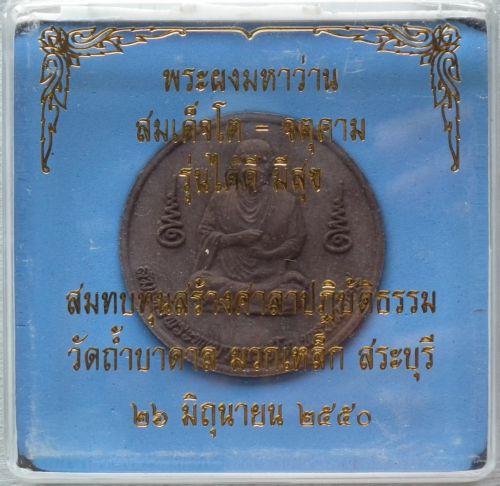 พระผงมหาว่าน
สมเด็จโต - จตุคาม
รุ่นได้ดี มีสุข
สมทบทุนสร้างศาลาปฏิบัติธรรม
วัดถ้ำบาดาล มวกเหล็ก สระบุรี
๒๖ มิถุนายน ๒๕๕๐